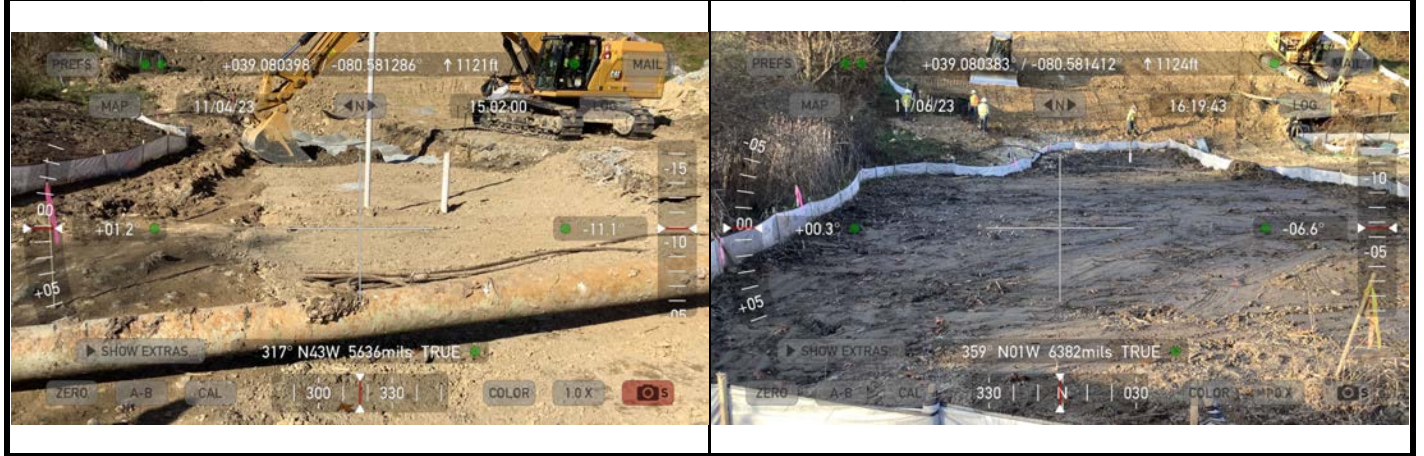 PREFS +039.080398 / -080.581286° ↑ 1121ft MAIL
MAP 11/04/23 ◀N▶ 15:02:00 LOG
CAT
-15
00
+01.2 -11.1°
-10
+05
05
▶ SHOW EXTRAS 317° N43W 5636mils TRUE
ZERO A-B CAL | 300 | | 330 | COLOR 1.0 X S
PREFS +039.080383° / -080.581412° ↑ 1124ft MAIL
MAP 11/06/23 ◀N▶ 16:19:43 LOG
-05
-10
00
+00.3° -06.6°
-05
+05
▶ SHOW EXTRAS 359° N01W 6382mils TRUE
ZERO A-B CAL 330 | | N | | 030 COLOR S